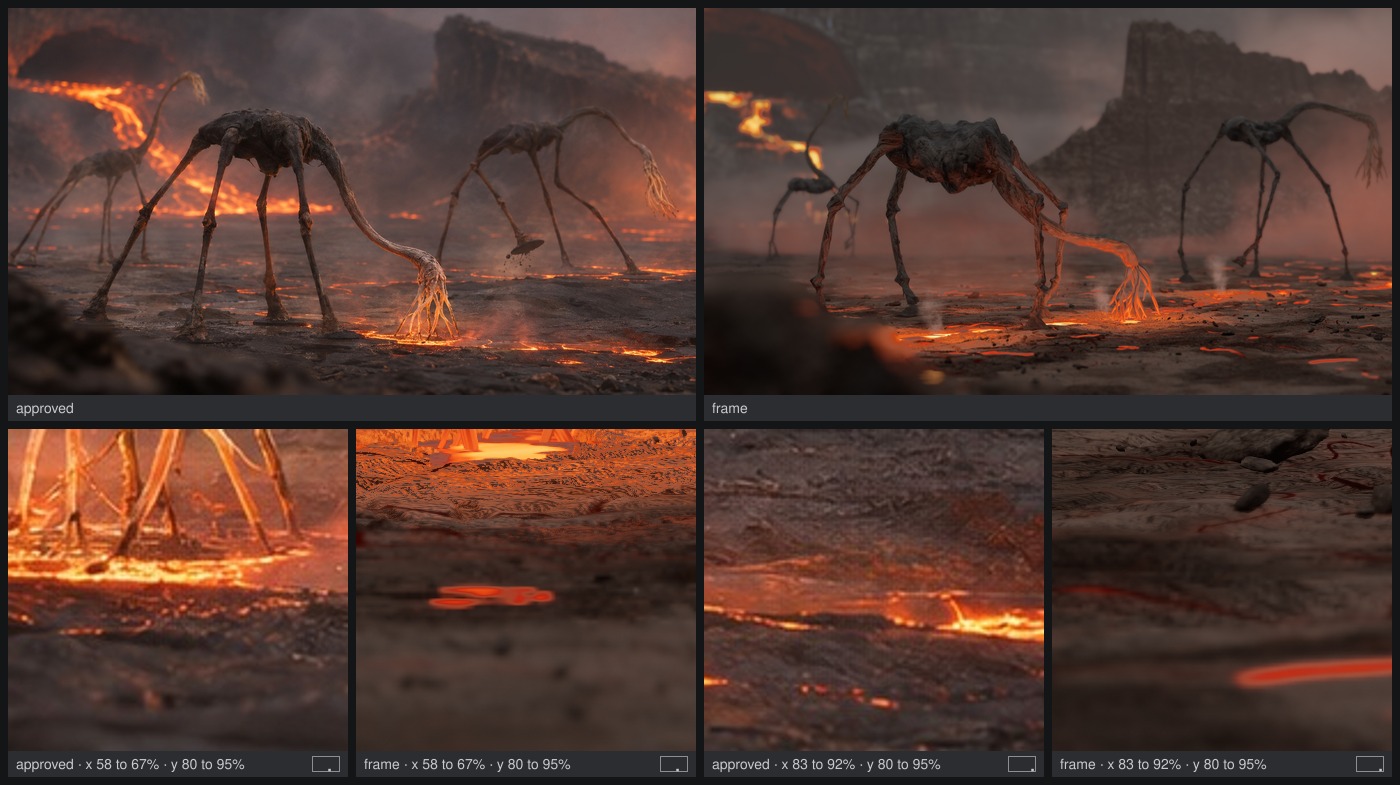 approved
frame
approved · x 58 to 67% · y 80 to 95%
frame · x 58 to 67% · y 80 to 95%
approved · x 83 to 92% · y 80 to 95%
frame · x 83 to 92% · y 80 to 95%